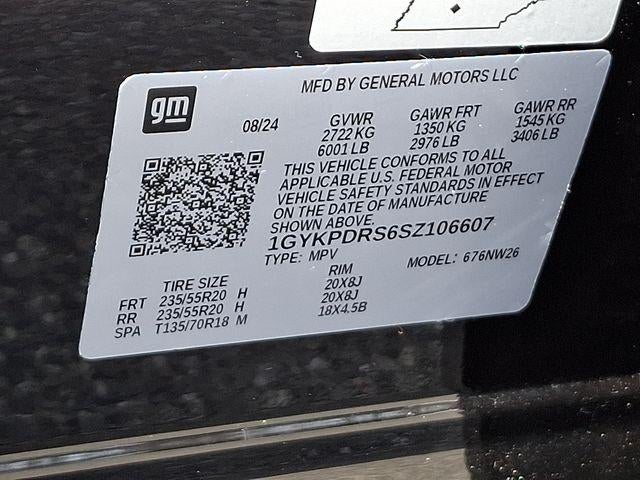 gm
MFD BY GENERAL MOTORS LLC
08/24
GVWR GAWR FRT GAWR RR
2722 KG 1350 KG 1545 KG
6001 LB 2976 LB 3406 LB
THIS VEHICLE CONFORMS TO ALL
APPLICABLE U.S. FEDERAL MOTOR
VEHICLE SAFETY STANDARDS IN EFFECT
ON THE DATE OF MANUFACTURE
SHOWN ABOVE.
1GYKPDRS6SZ106607
TYPE: MPV MODEL: 676NW26
TIRE SIZE RIM
FRT 235/55R20 H 20X8J
RR 235/55R20 H 20X8J
SPA T135/70R18 M 18X4.5B